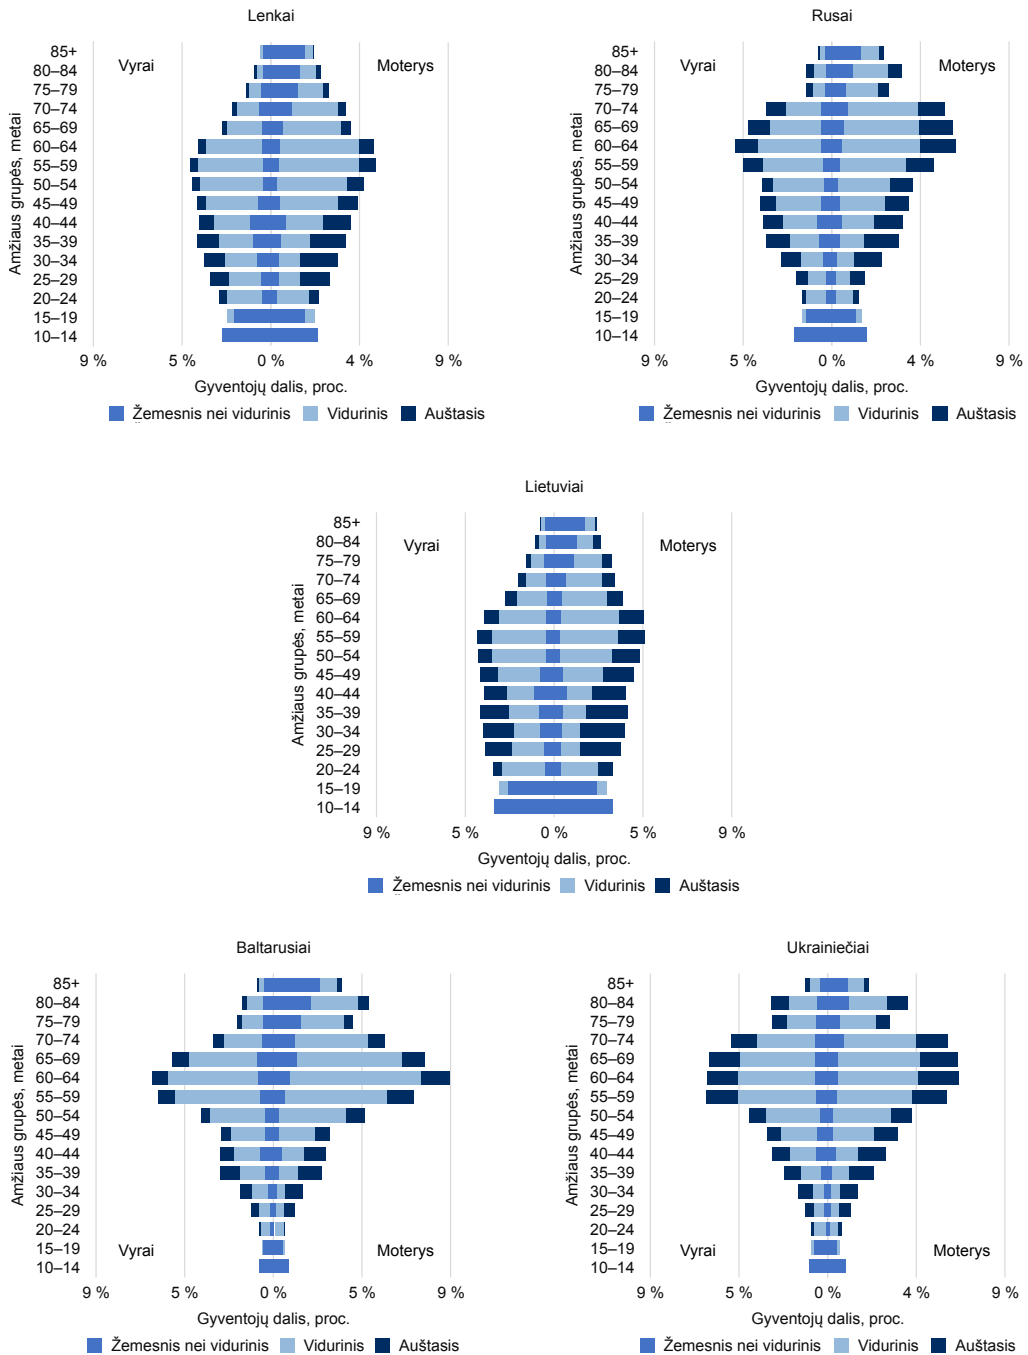 Lenkai
Vyrai
Moterys
Amžiaus grupės, metai
85+
80–84
75–79
70–74
65–69
60–64
55–59
50–54
45–49
40–44
35–39
30–34
25–29
20–24
15–19
10–14
9 % 5 % 0 % 4 % 9 %
Gyventojų dalis, proc.
Žemesnis nei vidurinis Vidurinis Auštasis
Rusai
Vyrai
Moterys
Amžiaus grupės, metai
85+
80–84
75–79
70–74
65–69
60–64
55–59
50–54
45–49
40–44
35–39
30–34
25–29
20–24
15–19
10–14
9 % 5 % 0 % 4 % 9 %
Gyventojų dalis, proc.
Žemesnis nei vidurinis Vidurinis Auštasis
Lietuviai
Vyrai
Moterys
Amžiaus grupės, metai
85+
80–84
75–79
70–74
65–69
60–64
55–59
50–54
45–49
40–44
35–39
30–34
25–29
20–24
15–19
10–14
9 % 5 % 0 % 5 % 9 %
Gyventojų dalis, proc.
Žemesnis nei vidurinis Vidurinis Auštasis
Baltarusiai
Amžiaus grupės, metai
85+
80–84
75–79
70–74
65–69
60–64
55–59
50–54
45–49
40–44
35–39
30–34
25–29
20–24
15–19
10–14
Vyrai
Moterys
9 % 5 % 0 % 5 % 9 %
Gyventojų dalis, proc.
Žemesnis nei vidurinis Vidurinis Auštasis
Ukrainiečiai
Amžiaus grupės, metai
85+
80–84
75–79
70–74
65–69
60–64
55–59
50–54
45–49
40–44
35–39
30–34
25–29
20–24
15–19
10–14
Vyrai
Moterys
9 % 5 % 0 % 4 % 9 %
Gyventojų dalis, proc.
Žemesnis nei vidurinis Vidurinis Auštasis